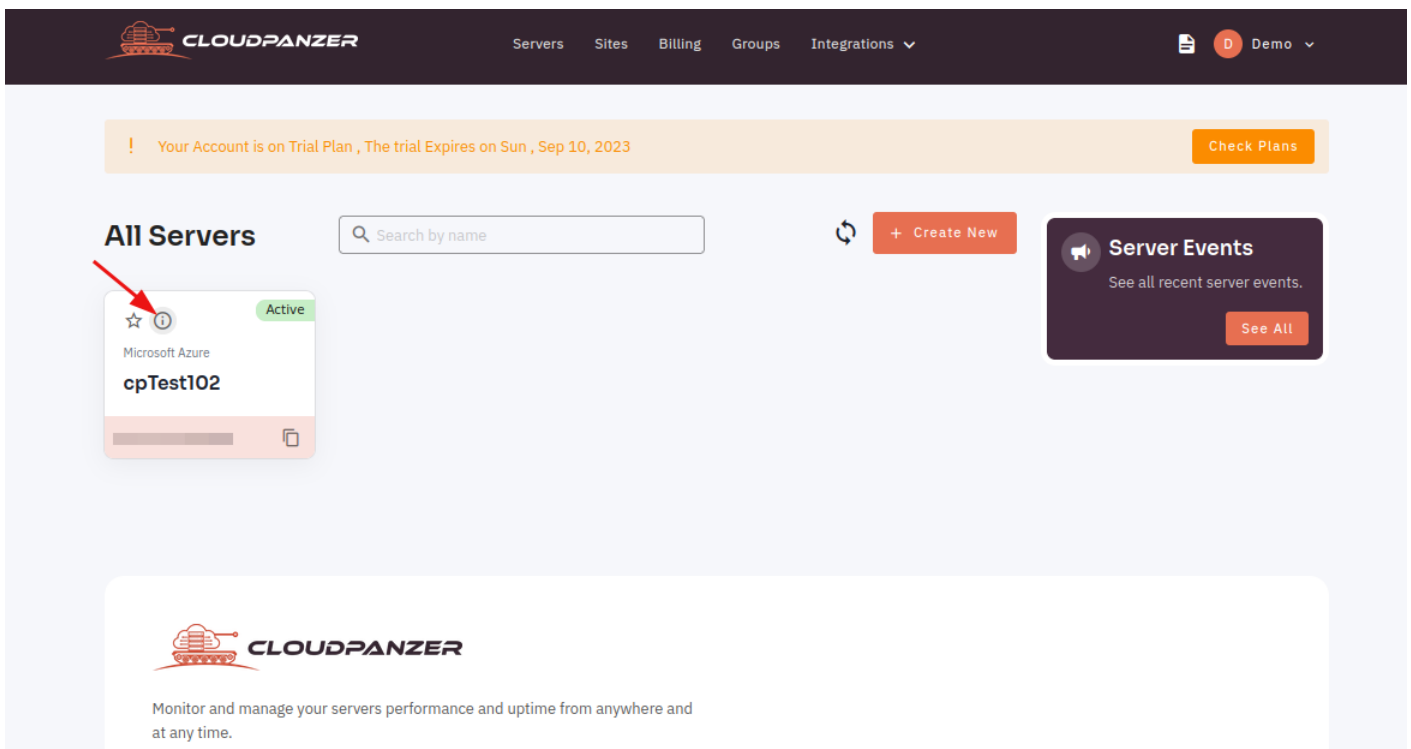 CLOUDPANZER
Servers Sites Billing Groups Integrations
D Demo
! Your Account is on Trial Plan , The trial Expires on Sun , Sep 10, 2023
Check Plans
All Servers
Search by name
+ Create New
Server Events
See all recent server events.
See All
Active
Microsoft Azure
cpTest102
CLOUDPANZER
Monitor and manage your servers performance and uptime from anywhere and
at any time.